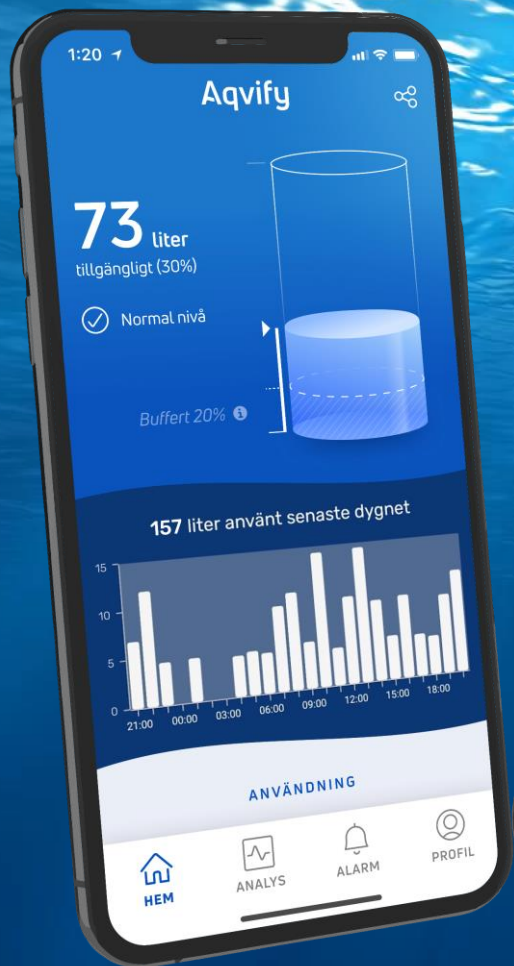 1:20
Aqvify
73 liter
tillgängligt (30%)
Normal nivå
Buffert 20% i
157 liter använt senaste dygnet
15
10
5
0
21:00 00:00 03:00 06:00 09:00 12:00 15:00 18:00
ANVÄNDNING
HEM ANALYS ALARM PROFIL